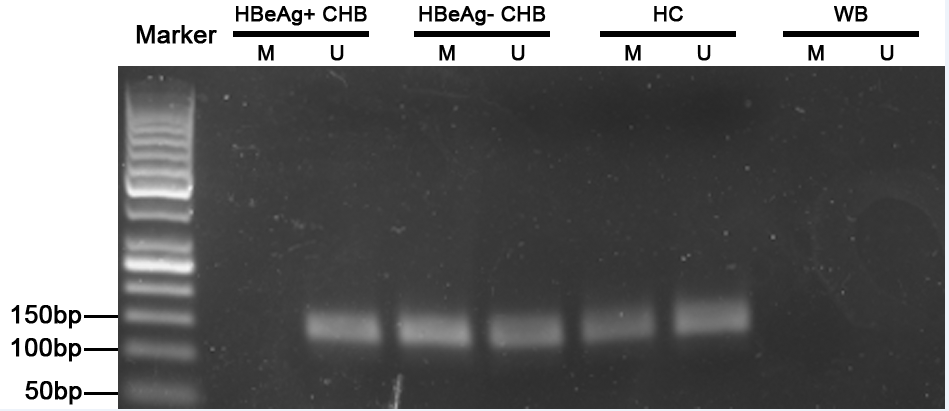 HBeAg+ CHB HBeAg- CHB HC WB
Marker
M U M U M U M U
150bp
100bp
50bp